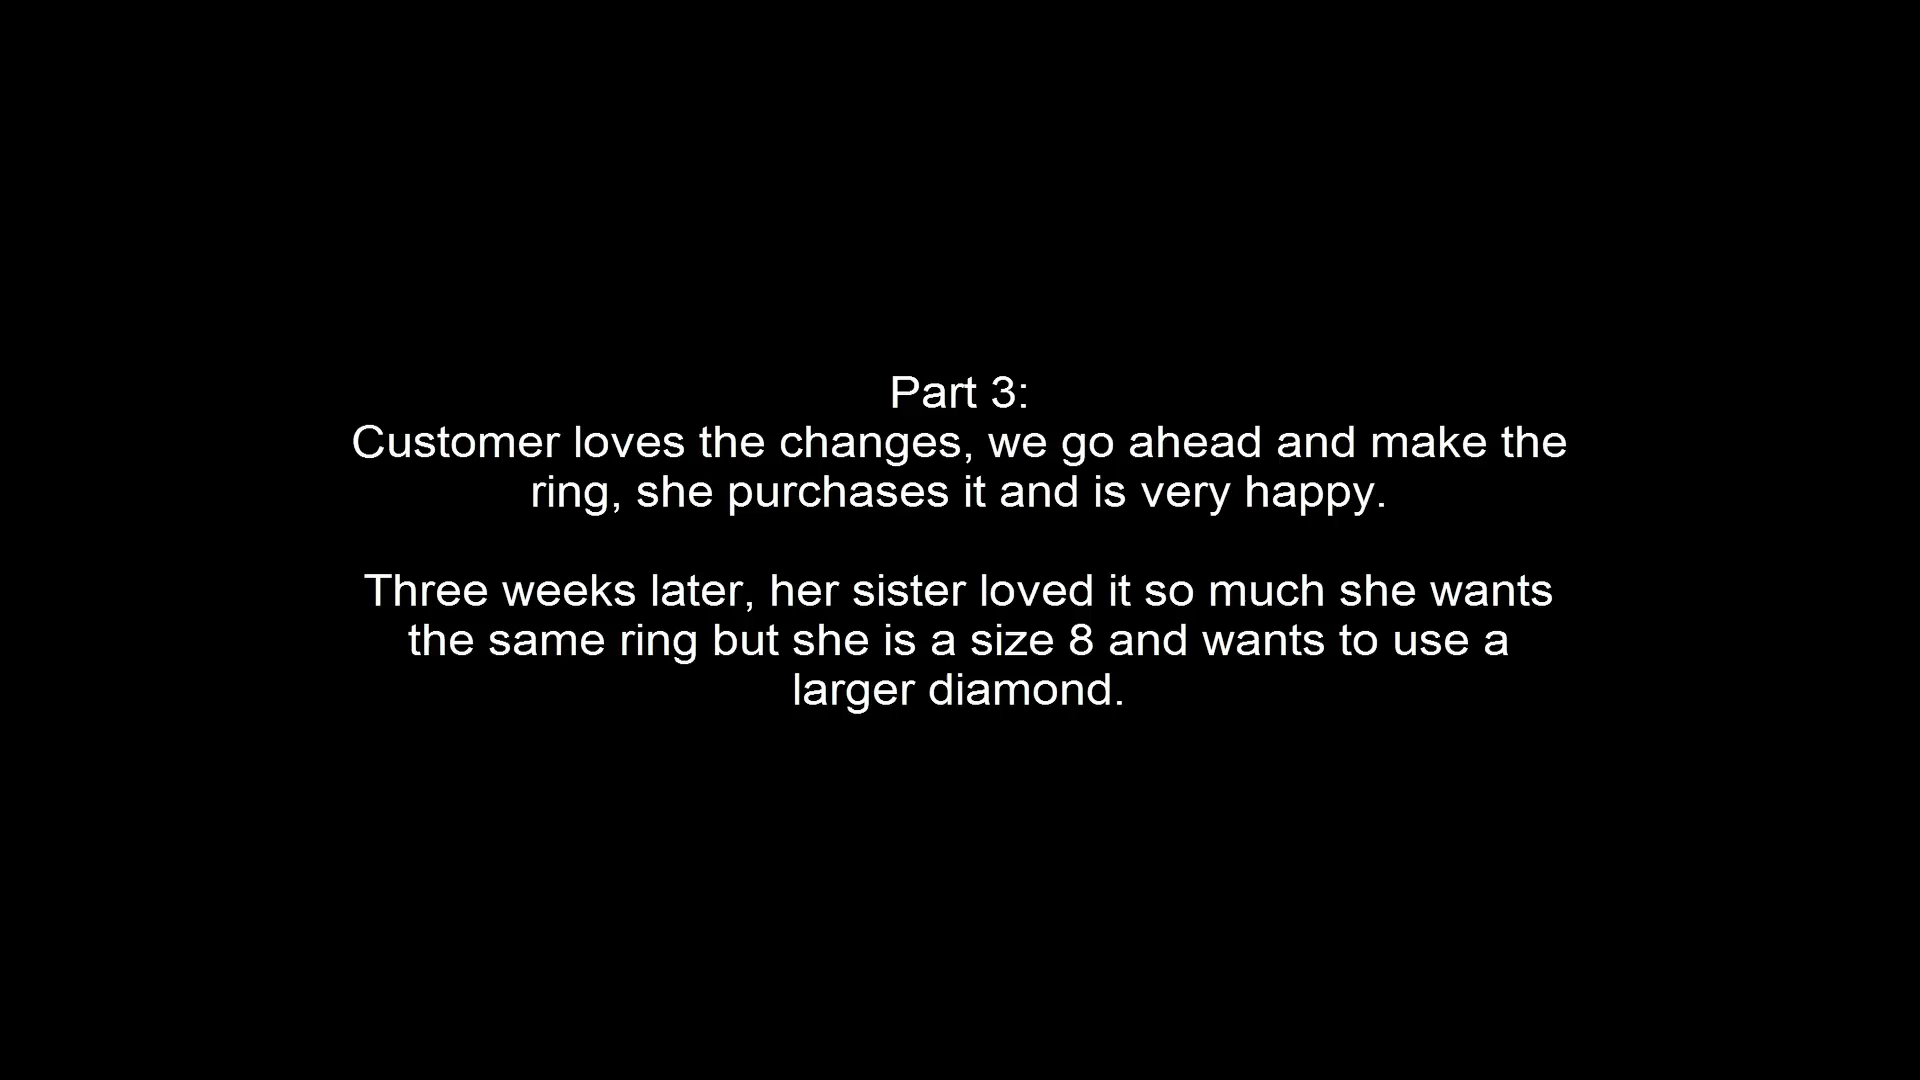 Part 3:
Customer loves the changes, we go ahead and make the
ring, she purchases it and is very happy.
Three weeks later, her sister loved it so much she wants
the same ring but she is a size 8 and wants to use a
larger diamond.